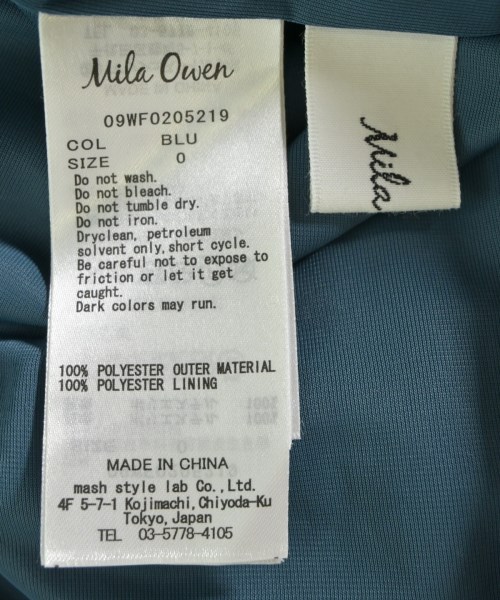 Mila Owen
09WF0205219
COL BLU
SIZE 0
Do not wash.
Do not bleach.
Do not tumble dry.
Do not iron.
Dryclean, petroleum
solvent only, short cycle.
Be careful not to expose to
friction or let it get
caught.
Dark colors may run.
100% POLYESTER OUTER MATERIAL
100% POLYESTER LINING
MADE IN CHINA
mash style lab Co.,Ltd.
4F 5-7-1 Kojimachi,Chiyoda-Ku
Tokyo,Japan
TEL 03-5778-4105
Mila